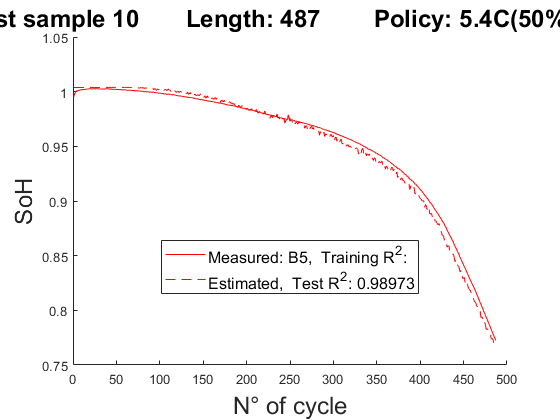 st sample 10 Length: 487 Policy: 5.4C(50%
1.05
1
0.95
0.9
0.85
0.8
0.75
SoH
Measured: B5, Training R²:
Estimated, Test R²: 0.98973
0 50 100 150 200 250 300 350 400 450 500
N° of cycle